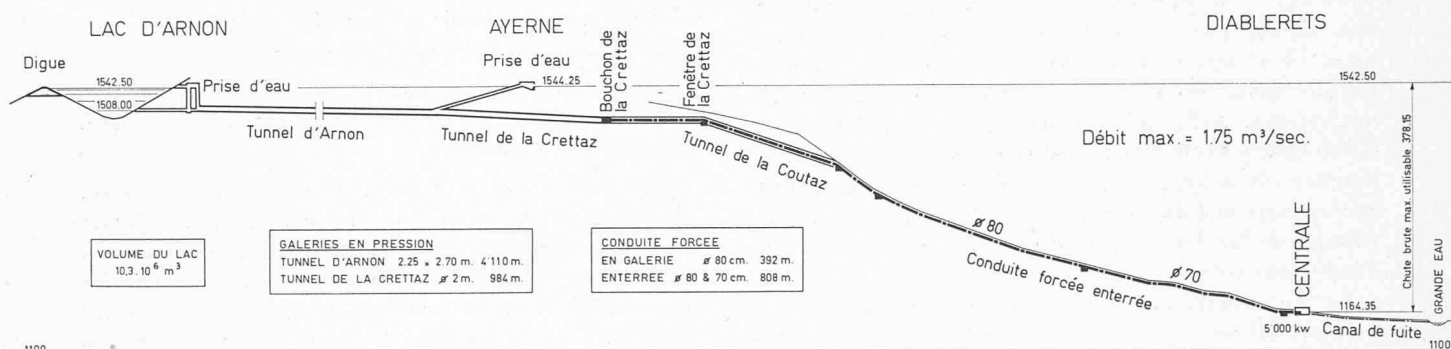 LAC D'ARNON
AYERNE
DIABLERETS
Digue
1542.50
1508.00
Prise d'eau
Prise d'eau
1544.25
Bouchon de
la Crettaz
Fenêtre de
la Crettaz
1542.50
Tunnel d'Arnon
Tunnel de la Crettaz
Tunnel de la Coutaz
Débit max. = 1.75 m³/sec.
Chute brute max. utilisable 378.15
VOLUME DU LAC
10,3. 10⁶ m³
GALERIES EN PRESSION
TUNNEL D'ARNON 2.25 x 2.70 m. 4'110 m.
TUNNEL DE LA CRETTAZ ø 2 m. 984 m.
CONDUITE FORCEE
EN GALERIE ø 80 cm. 392 m.
ENTERREE ø 80 & 70 cm. 808 m.
ø 80
Conduite forcée enterrée
ø 70
CENTRALE
5'000 kw
1164.35
Canal de fuite
GRANDE EAU
1100
1100